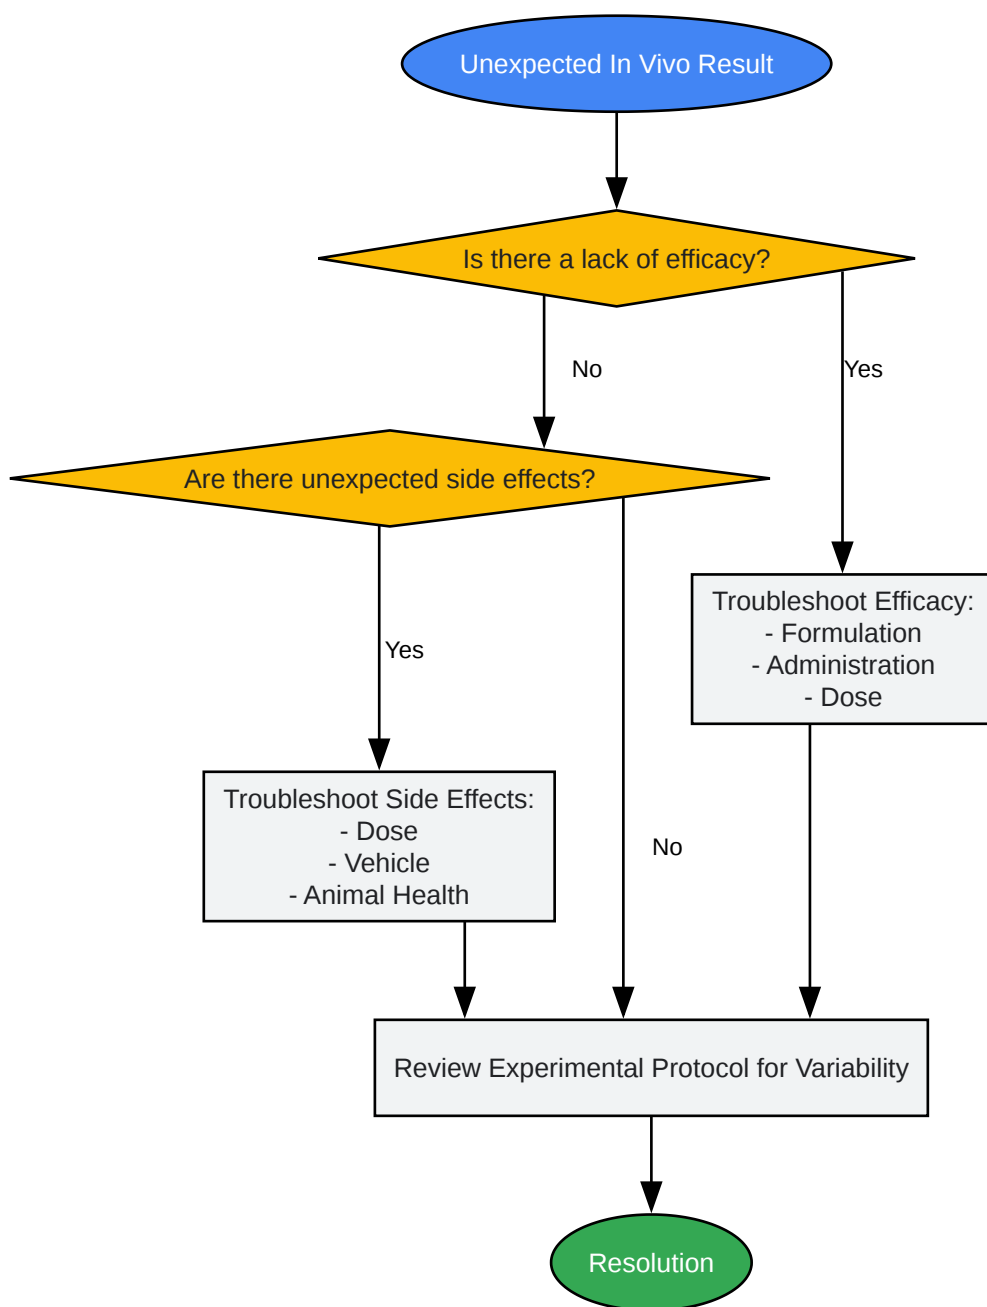 Unexpected In Vivo Result
Is there a lack of efficacy?
No
Yes
Are there unexpected side effects?
Troubleshoot Efficacy:
- Formulation
- Administration
- Dose
Yes
Troubleshoot Side Effects:
- Dose
- Vehicle
- Animal Health
No
Review Experimental Protocol for Variability
Resolution